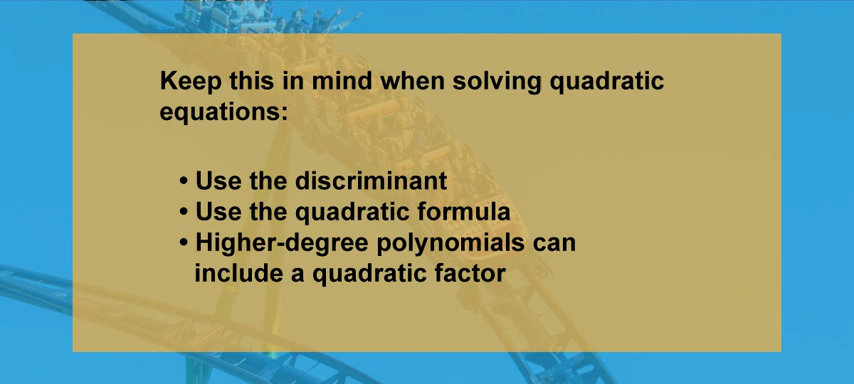 Keep this in mind when solving quadratic
equations:
• Use the discriminant
• Use the quadratic formula
• Higher-degree polynomials can
include a quadratic factor